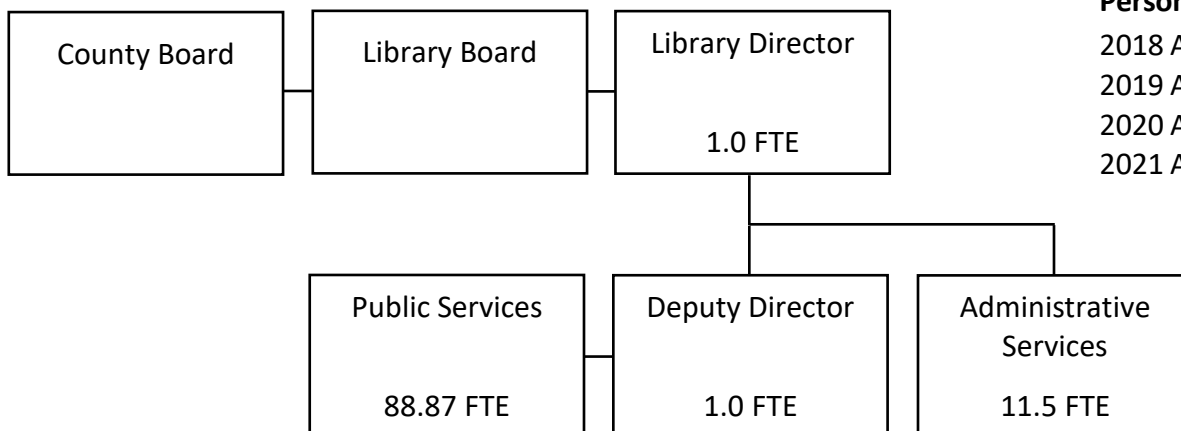 County Board
Library Board
Library Director
1.0 FTE
2018
2019
2020
2021
Public Services
88.87 FTE
Deputy Director
1.0 FTE
Administrative
Services
11.5 FTE